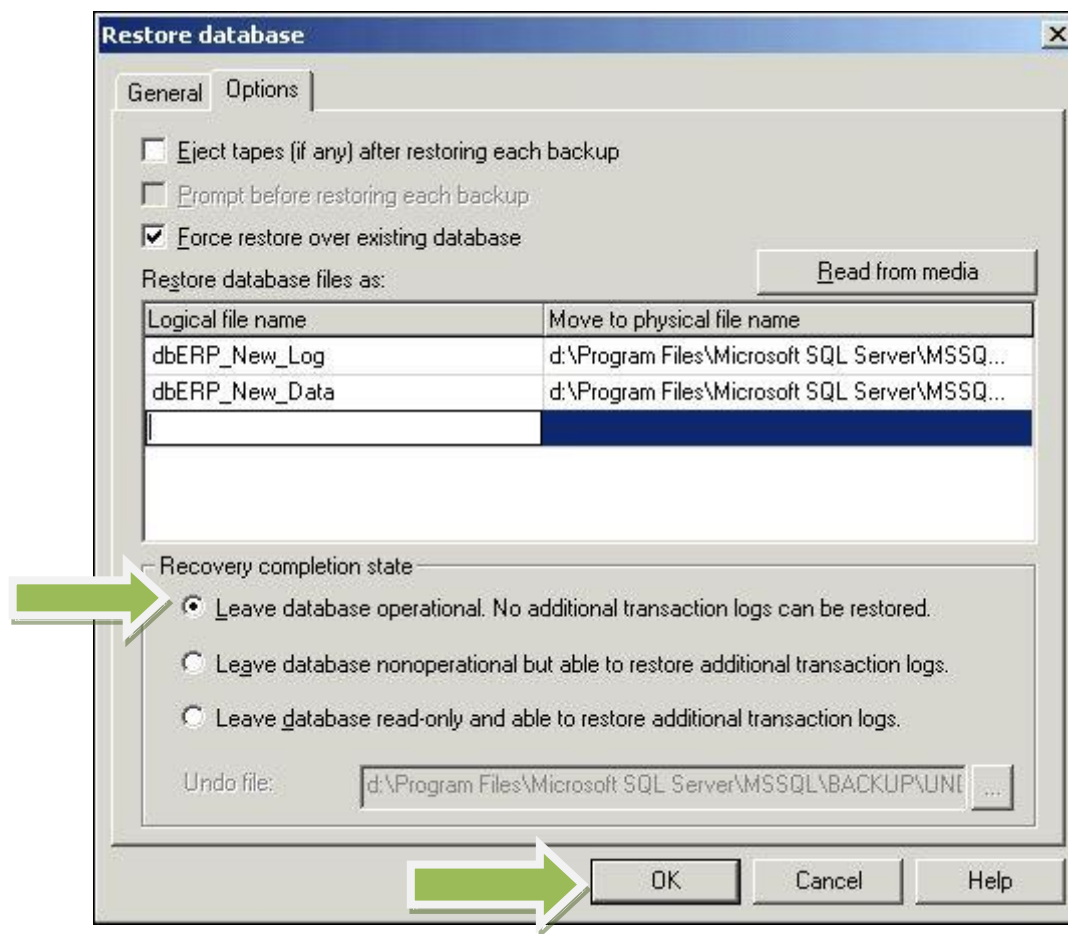 Restore database
General Options
Eject tapes (if any) after restoring each backup
Prompt before restoring each backup
Force restore over existing database
Restore database files as:
Read from media
Logical file name Move to physical file name
dbERP_New_Log d:\Program Files\Microsoft SQL Server\MSSQ...
dbERP_New_Data d:\Program Files\Microsoft SQL Server\MSSQ...
Recovery completion state
Leave database operational. No additional transaction logs can be restored.
Leave database nonoperational but able to restore additional transaction logs.
Leave database read-only and able to restore additional transaction logs.
Undo file: d:\Program Files\Microsoft SQL Server\MSSQL\BACKUP\UND ...
OK Cancel Help